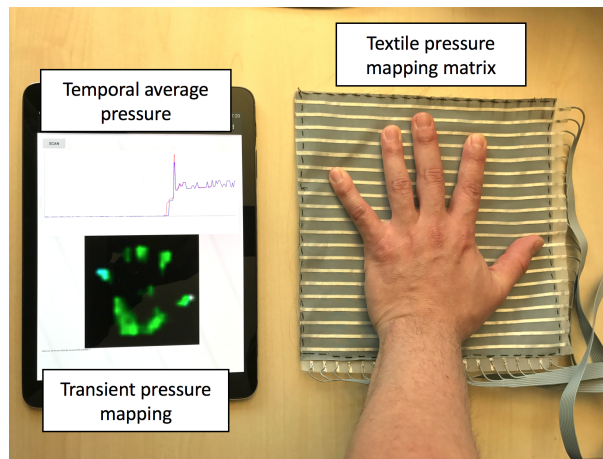 Temporal average
pressure
Textile pressure
mapping matrix
SCAN
Transient pressure
mapping